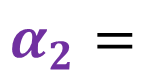 α₂ =